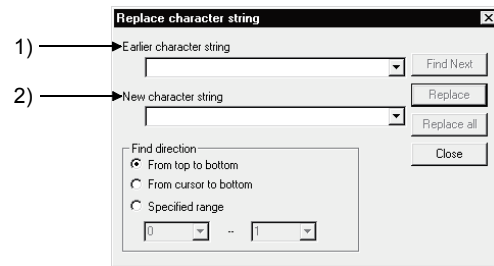 Replace character string
1)
Earlier character string
Find Next
2)
New character string
Replace
Replace all
Close
Find direction
From top to bottom
From cursor to bottom
Specified range
0 -- 1